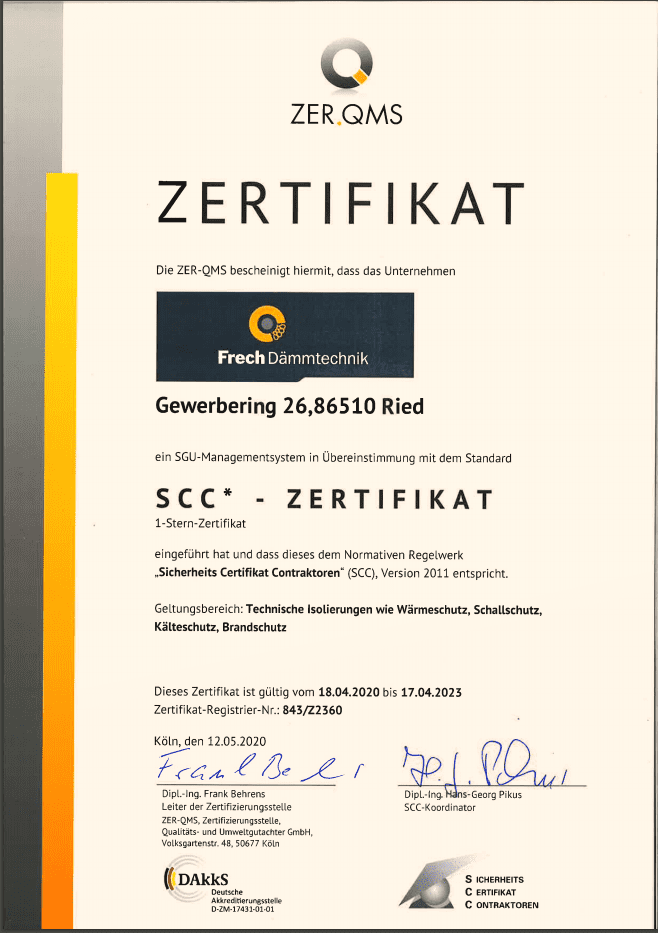 ZER.QMS
ZERTIFIKAT
Die ZER-QMS bescheinigt hiermit, dass das Unternehmen
Frech Dämmtechnik
Gewerbering 26,86510 Ried
ein SGU-Managementsystem in Übereinstimmung mit dem Standard
SCC* - ZERTIFIKAT
1-Stern-Zertifikat
eingeführt hat und dass dieses dem Normativen Regelwerk
„Sicherheits Certifikat Contraktoren“ (SCC), Version 2011 entspricht.
Geltungsbereich: Technische Isolierungen wie Wärmeschutz, Schallschutz,
Kälteschutz, Brandschutz
Dieses Zertifikat ist gültig vom 18.04.2020 bis 17.04.2023
Zertifikat-Registrier-Nr.: 843/Z2360
Köln, den 12.05.2020
Dipl.-Ing. Frank Behrens
Leiter der Zertifizierungsstelle
ZER-QMS, Zertifizierungsstelle,
Qualitäts- und Umweltgutachter GmbH,
Volksgartenstr. 48, 50677 Köln
Dipl.-Ing. Hans-Georg Pikus
SCC-Koordinator
DAkkS
Deutsche
Akkreditierungsstelle
D-ZM-17431-01-01
SICHERHEITS
CERTIFIKAT
CONTRAKTOREN